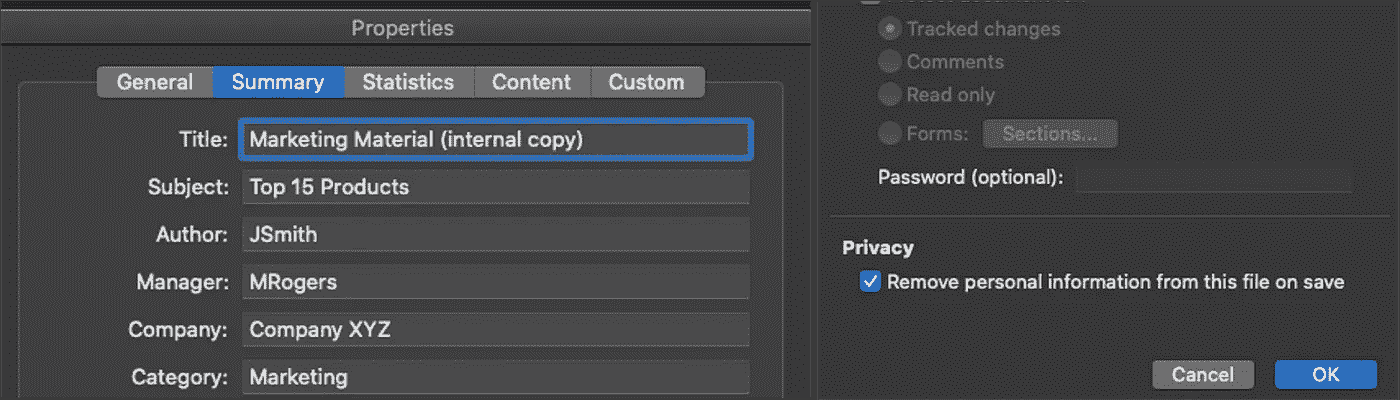 Properties
General Summary Statistics Content Custom
Title: Marketing Material (internal copy)
Subject: Top 15 Products
Author: JSmith
Manager: MRogers
Company: Company XYZ
Category: Marketing
Tracked changes
Comments
Read only
Forms: Sections...
Password (optional):
Privacy
Remove personal information from this file on save
Cancel OK